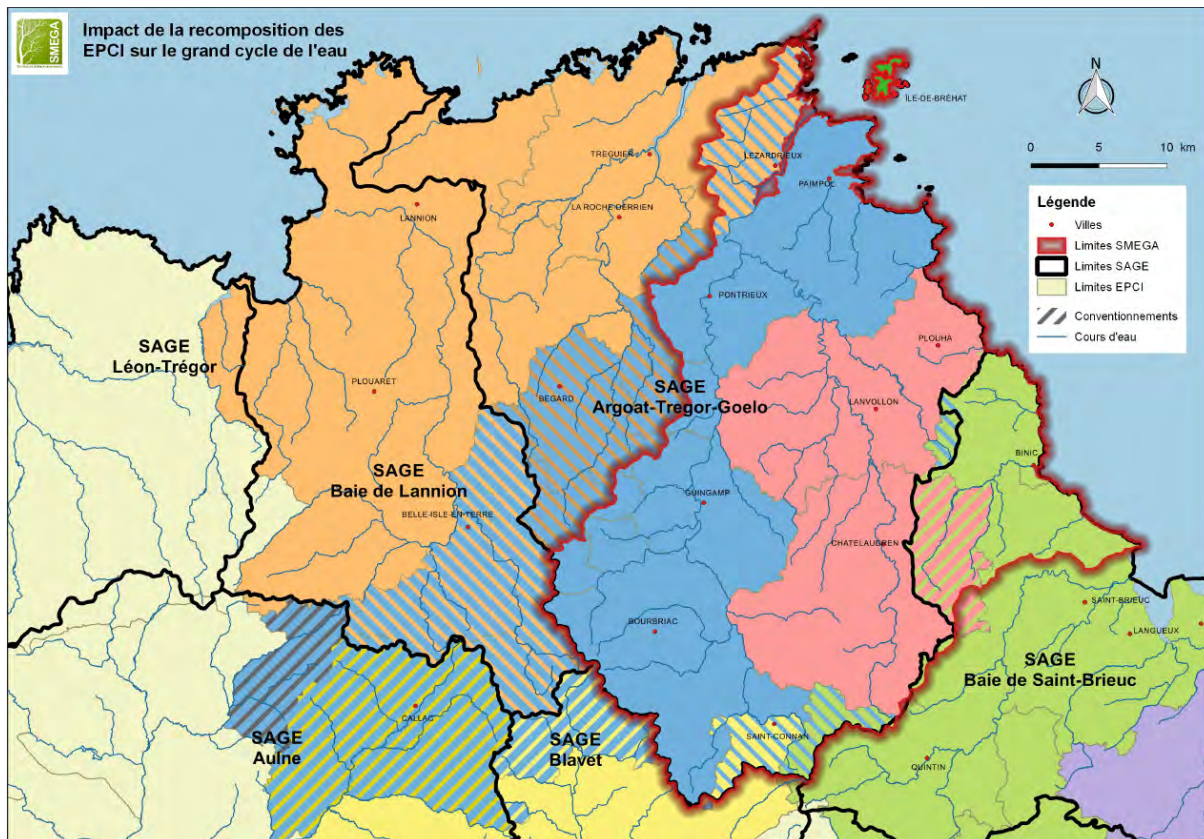 SMEGA
Impact de la recomposition des
EPCI sur le grand cycle de l'eau
N
0 5 10 km
Légende
Villes
Limites SMEGA
Limites SAGE
Limites EPCI
Conventionnements
Cours d'eau
ÎLE-DE-BRÉHAT
TREGUIER
LEZARDRIEUX
PAIMPOL
LANNION
LA ROCHE DERRIEN
PONTRIEUX
SAGE
Léon-Trégor
PLOUHA
PLOUARET
BEGARD
SAGE
Argoat-Tregor-Goelo
LANVOLLON
BINIC
SAGE
Baie de Lannion
GUINGAMP
BELLE-ISLE-EN-TERRE
CHATELAUDREN
SAINT-BRIEUC
BOURBRIAC
LANGUEUX
SAGE
Baie de Saint-Brieuc
CALLAC
SAINT-CONNAN
SAGE
Aulne
SAGE
Blavet
QUINTIN